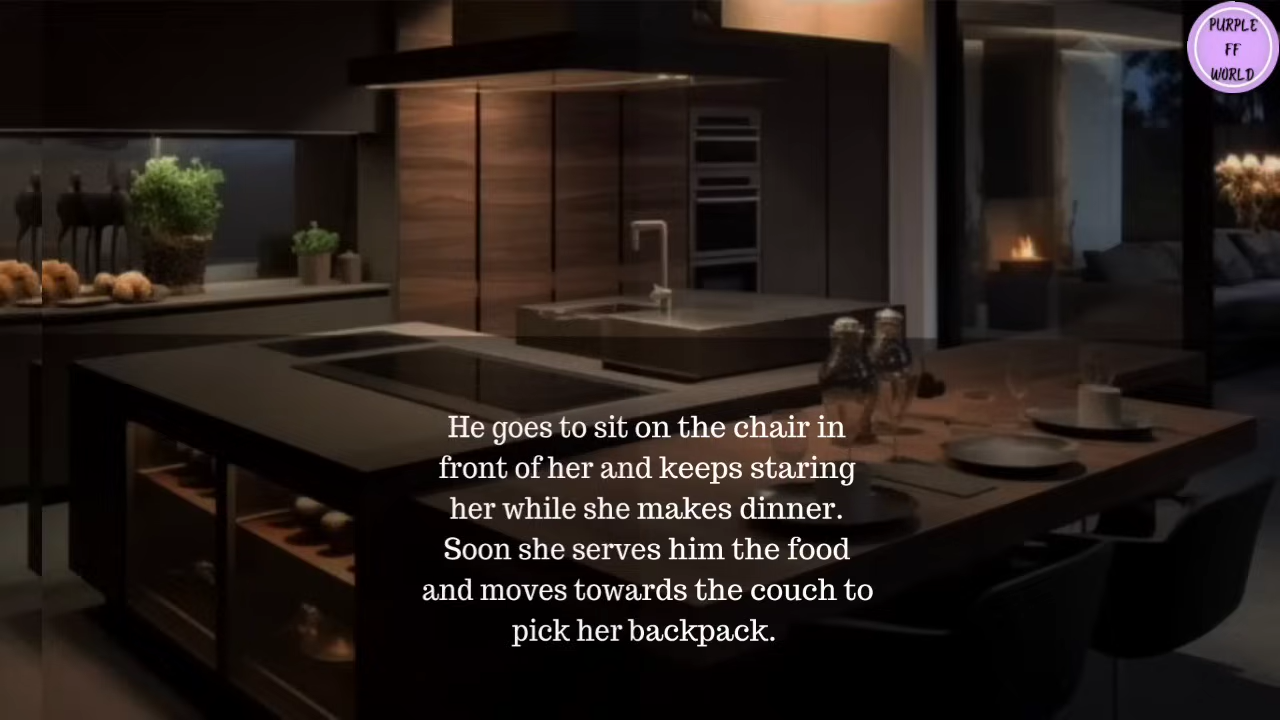 PURPLE
FF
WORLD
He goes to sit on the chair in
front of her and keeps staring
her while she makes dinner.
Soon she serves him the food
and moves towards the couch to
pick her backpack.